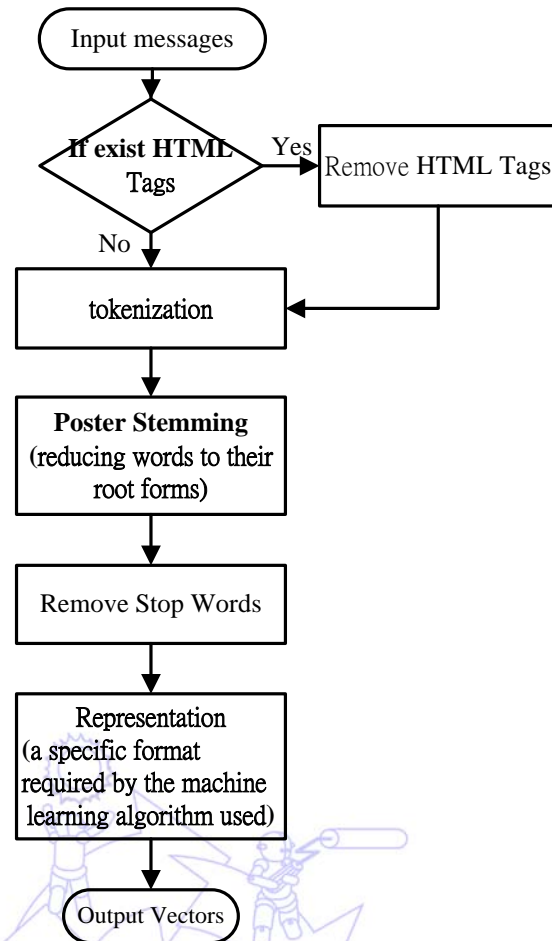 Input messages
If exist HTML
Tags
Yes
Remove HTML Tags
No
tokenization
Poster Stemming
(reducing words to their
root forms)
Remove Stop Words
Representation
(a specific format
required by the machine
learning algorithm used)
Output Vectors